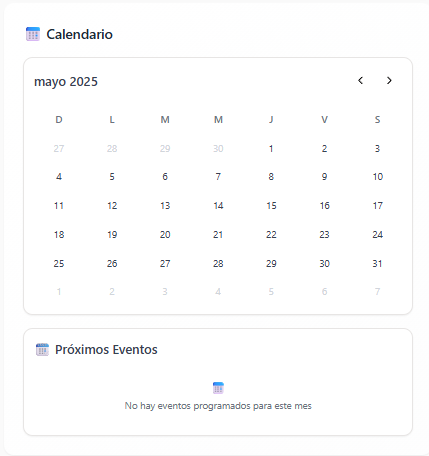 Calendario
mayo 2025
D L M M J V S
27 28 29 30 1 2 3
4 5 6 7 8 9 10
11 12 13 14 15 16 17
18 19 20 21 22 23 24
25 26 27 28 29 30 31
1 2 3 4 5 6 7
Próximos Eventos
No hay eventos programados para este mes